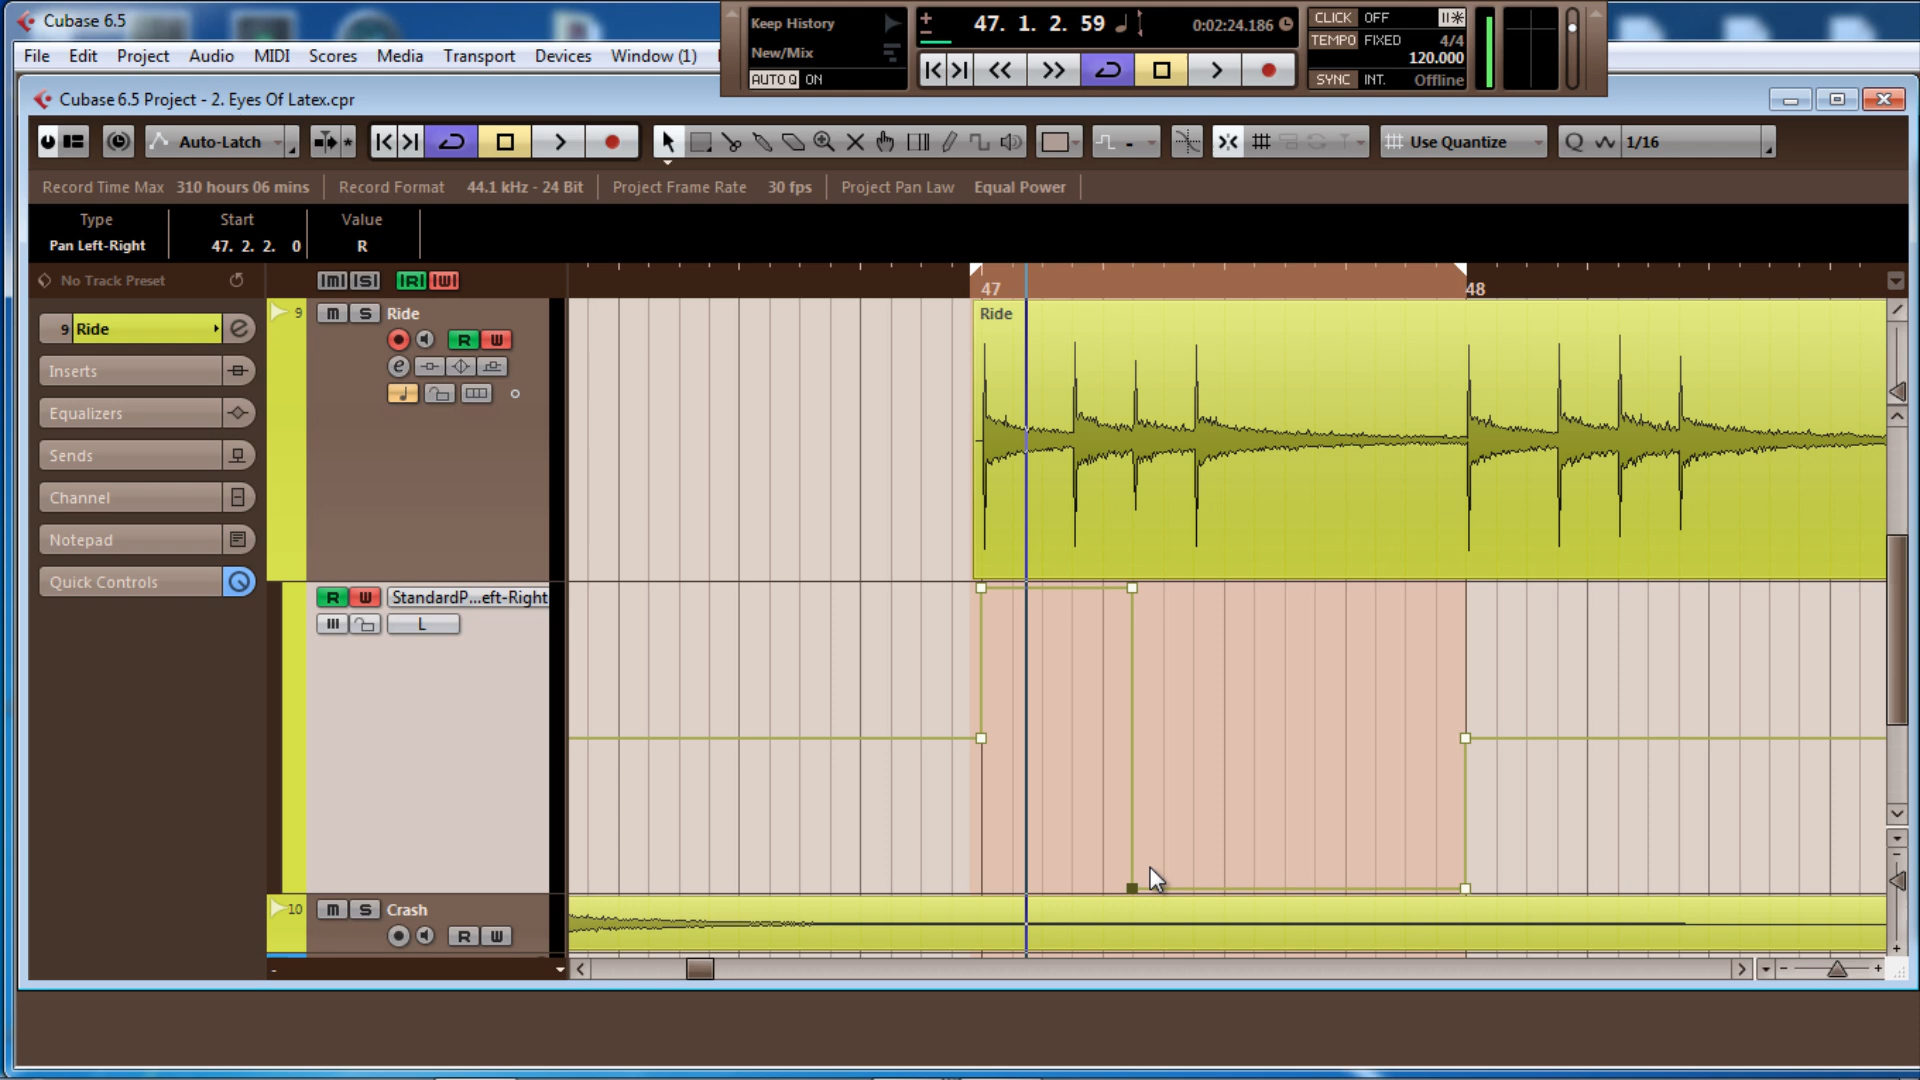 Cubase 6.5
File Edit Project Audio MIDI Scores Media Transport Devices Window (1)
Keep History
New/Mix
AUTO Q ON
47. 1. 2. 59
0:02:24.186
CLICK OFF
TEMPO FIXED 4/4
120.000
SYNC INT. Offline
Cubase 6.5 Project - 2. Eyes Of Latex.cpr
Auto-Latch
Use Quantize
1/16
Record Time Max 310 hours 06 mins Record Format 44.1 kHz - 24 Bit Project Frame Rate 30 fps Project Pan Law Equal Power
Type Start Value
Pan Left-Right 47. 2. 2. 0 R
No Track Preset
M S R W
47 48
9 Ride
Inserts
Equalizers
Sends
Channel
Notepad
Quick Controls
9 m S Ride
R W
e
Ride
R W StandardP...eft-Right
L
10 m S Crash
R W